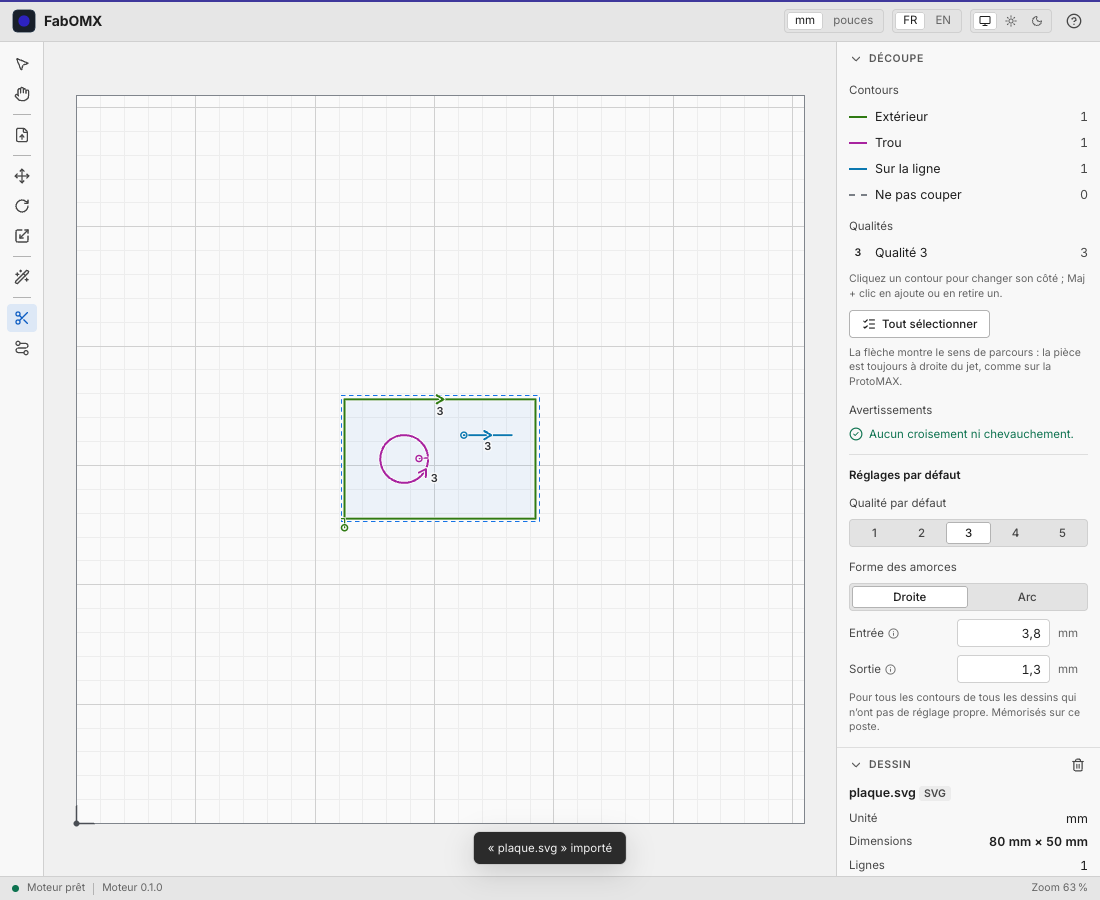 FabOMX
mm pouces FR EN
DÉCOUPE
Contours
Extérieur 1
Trou 1
Sur la ligne 1
Ne pas couper 0
Qualités
3 Qualité 3 3
Cliquez un contour pour changer son côté ; Maj
+ clic en ajoute ou en retire un.
Tout sélectionner
La flèche montre le sens de parcours : la pièce
est toujours à droite du jet, comme sur la
ProtoMAX.
Avertissements
Aucun croisement ni chevauchement.
Réglages par défaut
Qualité par défaut
1 2 3 4 5
Forme des amorces
Droite Arc
Entrée 3,8 mm
Sortie 1,3 mm
Pour tous les contours de tous les dessins qui
n'ont pas de réglage propre. Mémorisés sur ce
poste.
DESSIN
plaque.svg SVG
Unité mm
Dimensions 80 mm × 50 mm
Lignes 1
3
3
3
« plaque.svg » importé
Moteur prêt Moteur 0.1.0 Zoom 63 %